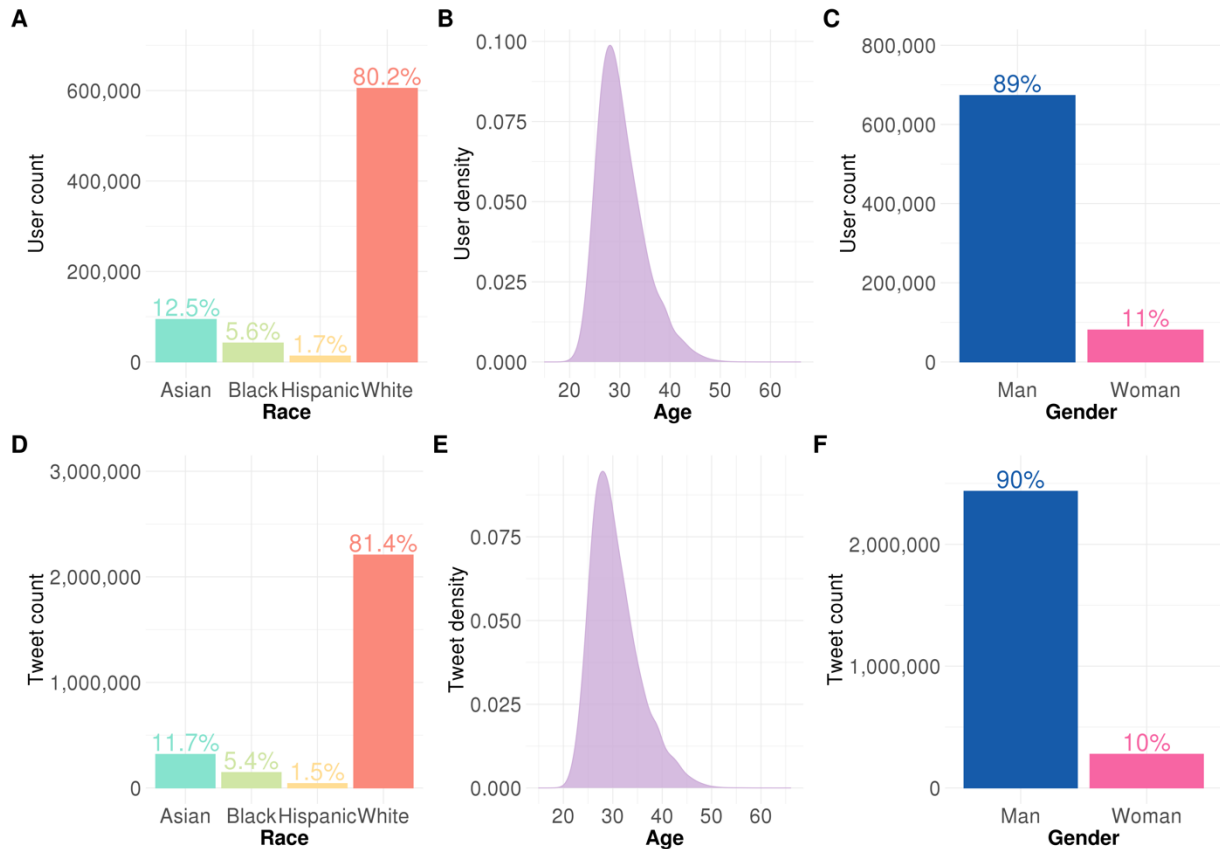 A
User count
600,000
400,000
200,000
0
12.5%
5.6%
1.7%
80.2%
Asian Black Hispanic White
Race
B
User density
0.100
0.075
0.050
0.025
0.000
20 30 40 50 60
Age
C
User count
800,000
600,000
400,000
200,000
0
89%
11%
Man Woman
Gender
D
Tweet count
3,000,000
2,000,000
1,000,000
0
11.7%
5.4%
1.5%
81.4%
Asian Black Hispanic White
Race
E
Tweet density
0.075
0.050
0.025
0.000
20 30 40 50 60
Age
F
Tweet count
2,000,000
1,000,000
0
90%
10%
Man Woman
Gender